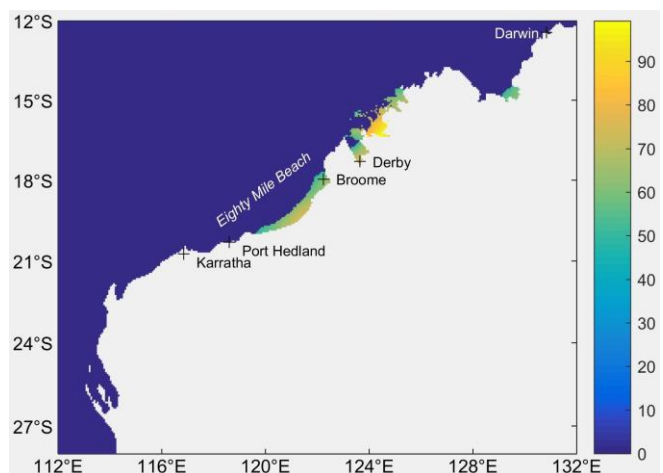 12°S
15°S
18°S
21°S
24°S
27°S
112°E
116°E
120°E
124°E
128°E
132°E
Darwin
Derby
Broome
Eighty Mile Beach
Port Hedland
Karratha
90
80
70
60
50
40
30
20
10
0